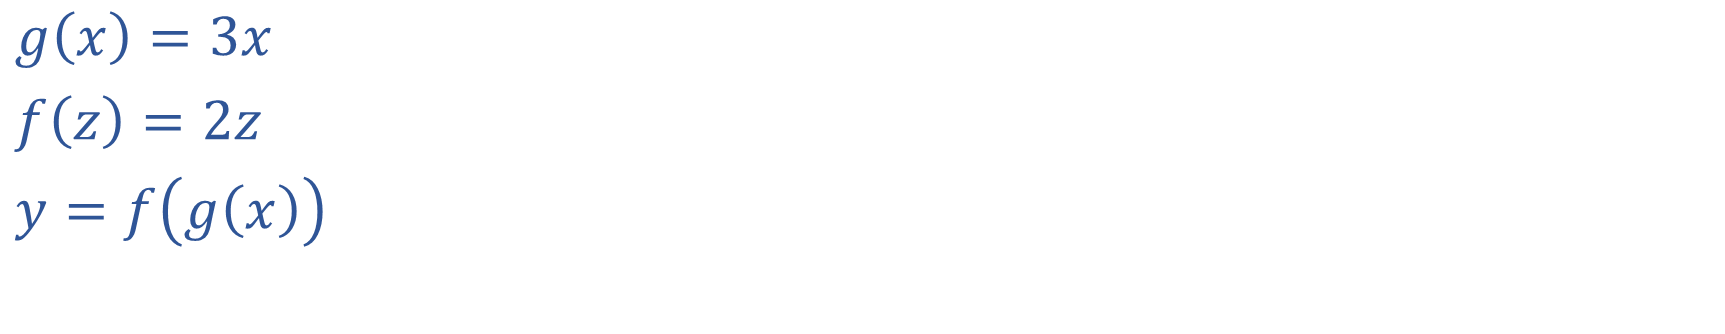 g(x) = 3x
f(z) = 2z
y = f(g(x))